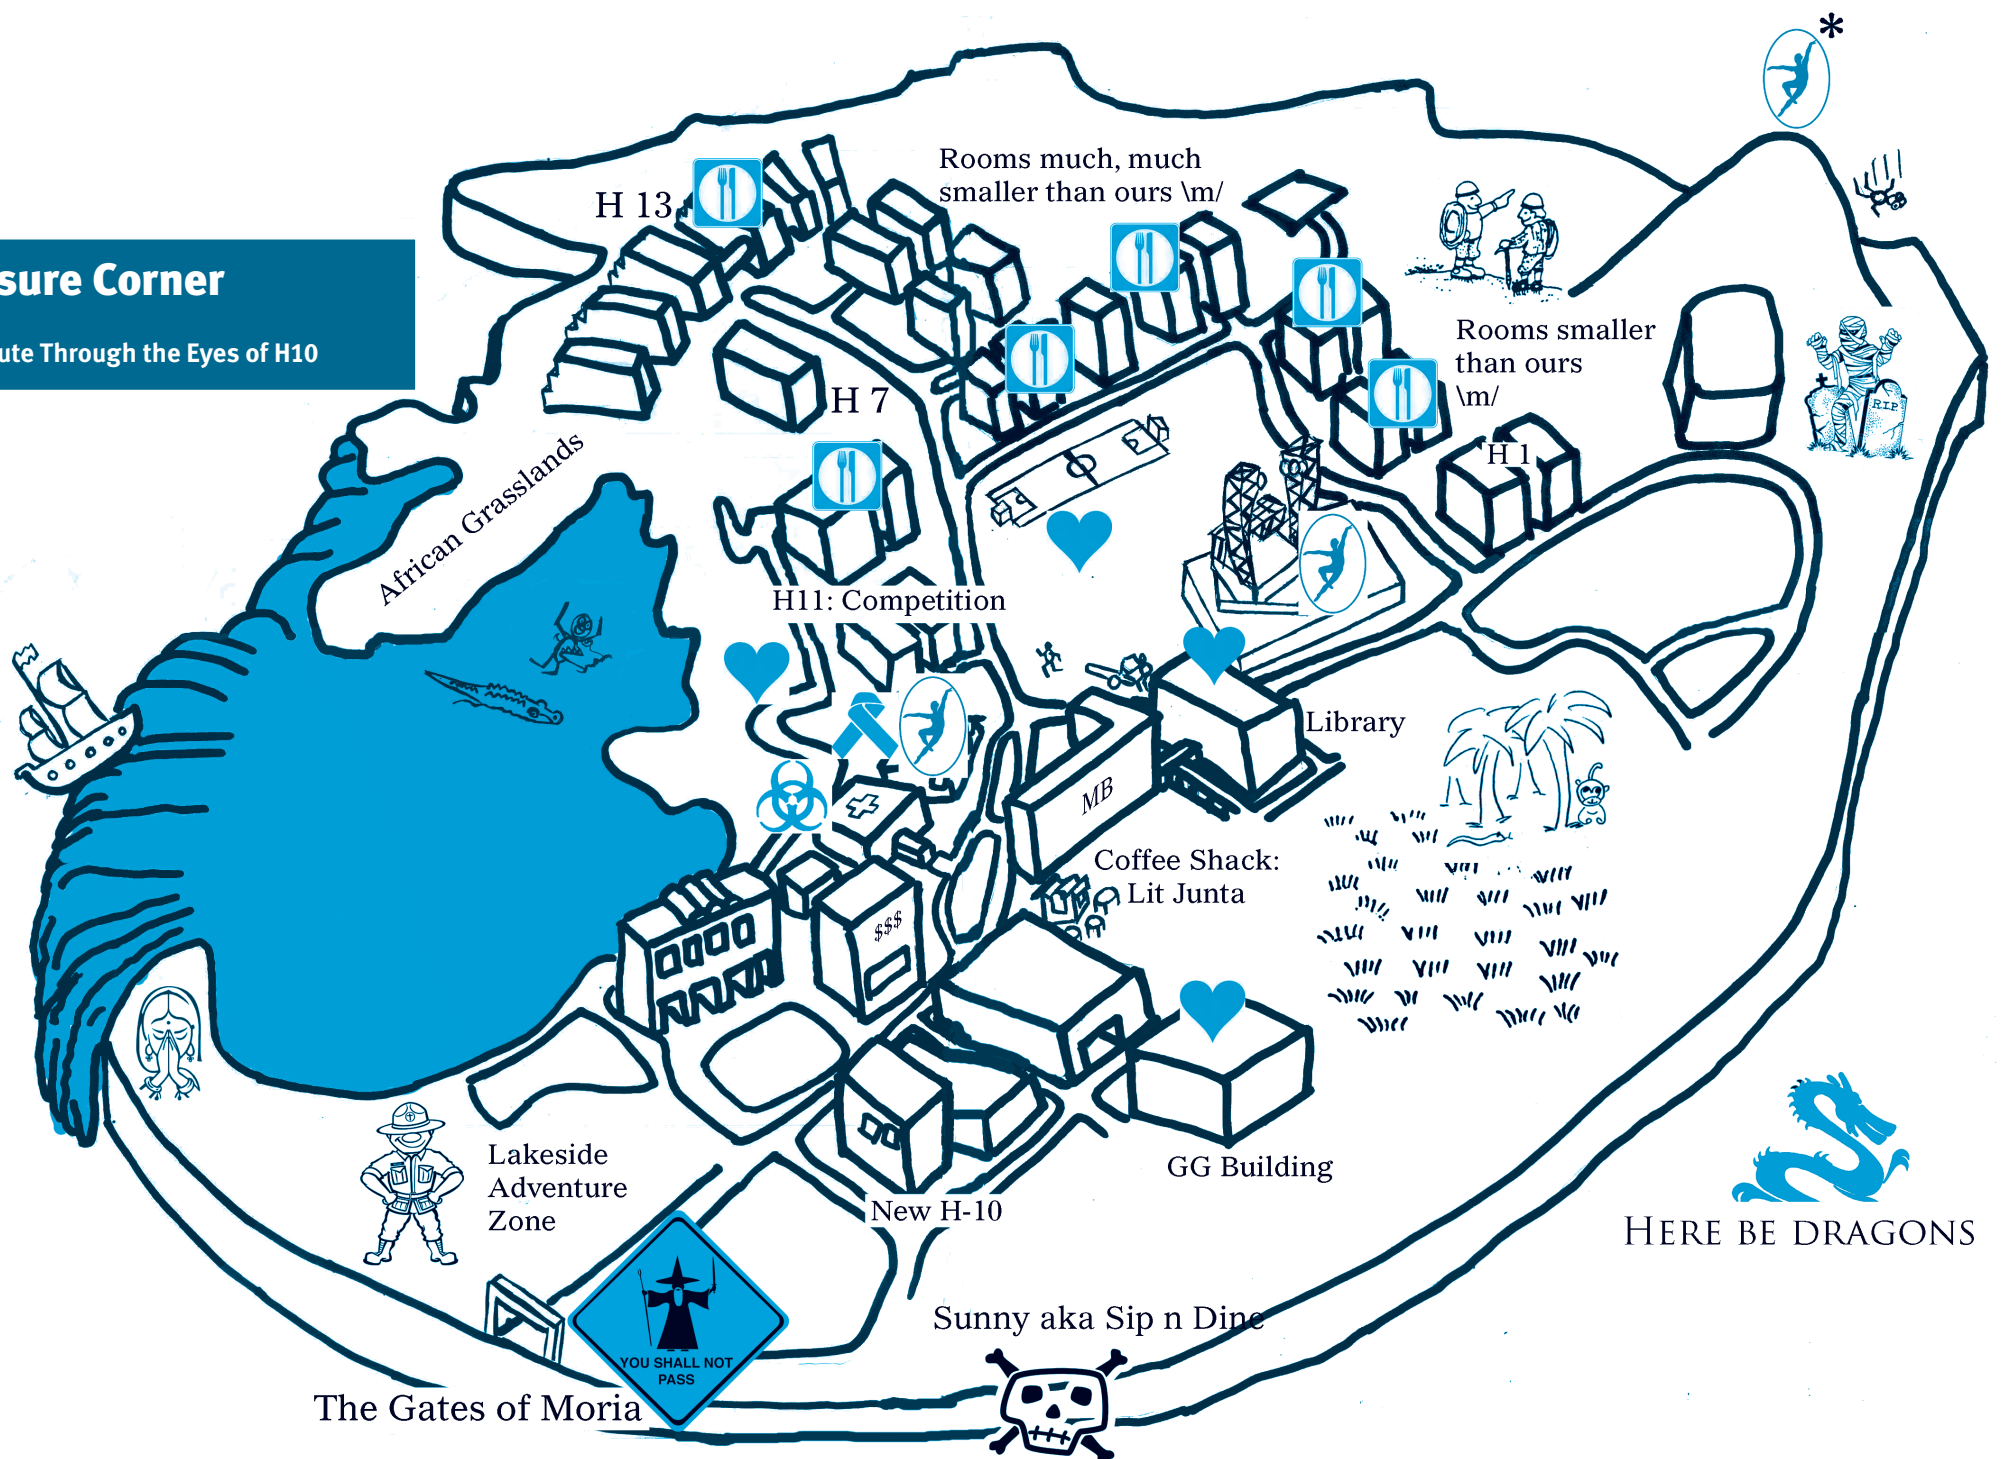 sure Corner
ute Through the Eyes of H10
Rooms much, much
smaller than ours \m/
H 13
Rooms smaller
than ours
\m/
H 7
RIP
H 1
African Grasslands
H11: Competition
Library
MB
Coffee Shack:
Lit Junta
$$$
Lakeside
Adventure
Zone
GG Building
New H-10
HERE BE DRAGONS
Sunny aka Sip n Dine
YOU SHALL NOT
PASS
The Gates of Moria
*